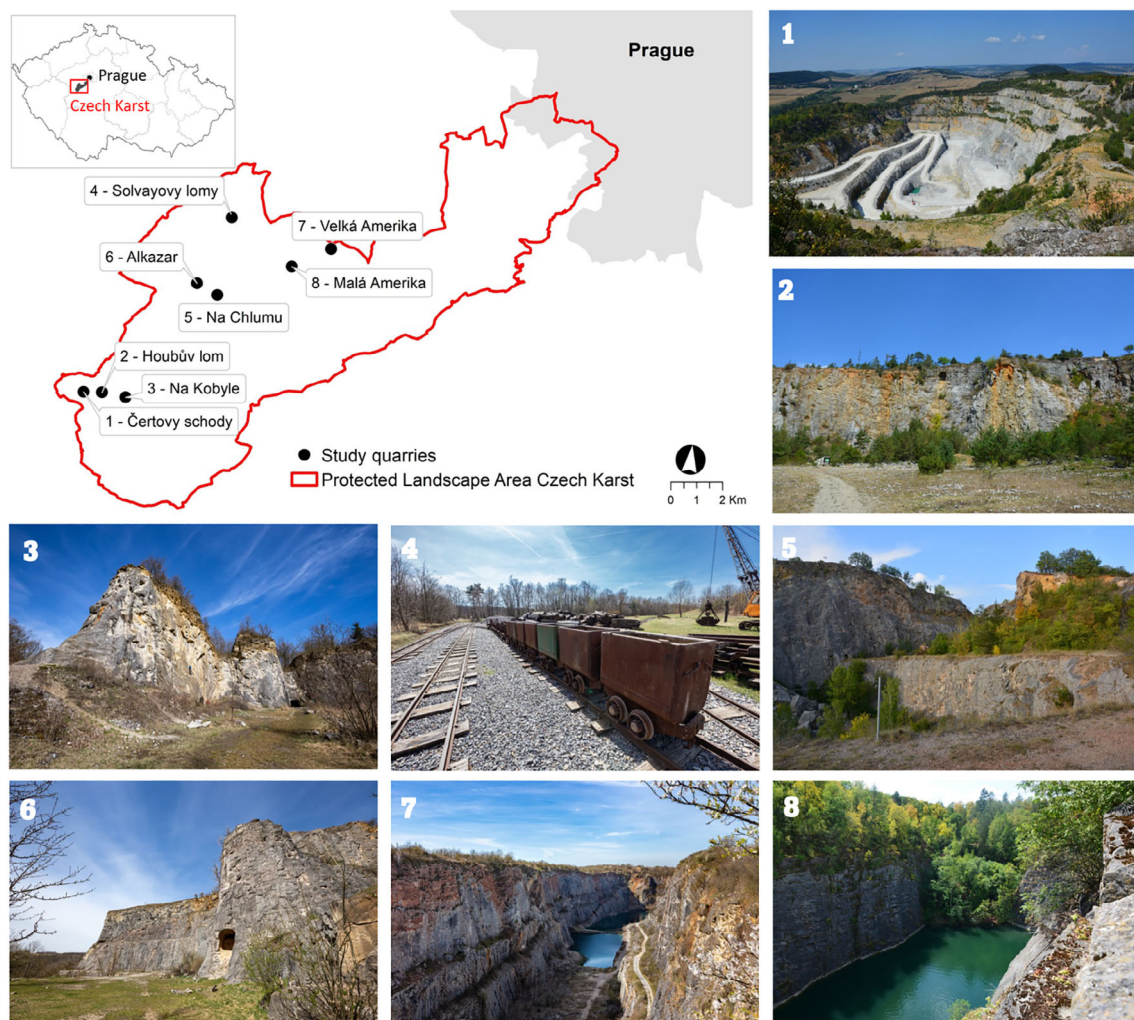 Prague
Czech Karst
Prague
4 - Solvayovy lomy
7 - Velká Amerika
6 - Alkazar
8 - Malá Amerika
5 - Na Chlumu
2 - Houbův lom
3 - Na Kobyle
1 - Čertovy schody
Study quarries
Protected Landscape Area Czech Karst
0 1 2 Km
1
2
3
4
5
6
7
8